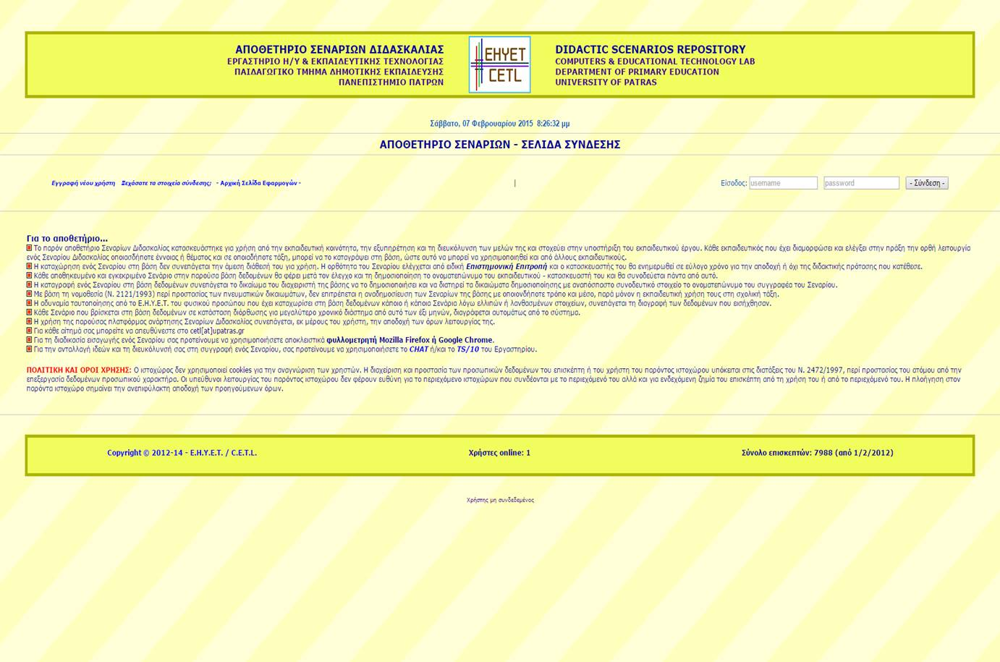 ΑΠΟΘΕΤΗΡΙΟ ΣΕΝΑΡΙΩΝ ΔΙΔΑΣΚΑΛΙΑΣ
ΕΡΓΑΣΤΗΡΙΟ Η/Υ & ΕΚΠΑΙΔΕΥΤΙΚΗΣ ΤΕΧΝΟΛΟΓΙΑΣ
ΠΑΙΔΑΓΩΓΙΚΟ ΤΜΗΜΑ ΔΗΜΟΤΙΚΗΣ ΕΚΠΑΙΔΕΥΣΗΣ
ΠΑΝΕΠΙΣΤΗΜΙΟ ΠΑΤΡΩΝ
EHYET
CETL
DIDACTIC SCENARIOS REPOSITORY
COMPUTERS & EDUCATIONAL TECHNOLOGY LAB
DEPARTMENT OF PRIMARY EDUCATION
UNIVERSITY OF PATRAS
Σάββατο, 07 Φεβρουαρίου 2015 8:26:32 μμ
ΑΠΟΘΕΤΗΡΙΟ ΣΕΝΑΡΙΩΝ - ΣΕΛΙΔΑ ΣΥΝΔΕΣΗΣ
Εγγραφή νέου χρήστη Ξεχάσατε τα στοιχεία σύνδεσης; - Αρχική Σελίδα Εφαρμογών - | Είσοδος: username password - Σύνδεση -
Για το αποθετήριο...
Το παρόν αποθετήριο Σεναρίων Διδασκαλίας κατασκευάστηκε για χρήση από την εκπαιδευτική κοινότητα, την εξυπηρέτηση και τη διευκόλυνση των μελών της και στοχεύει στην υποστήριξη του εκπαιδευτικού έργου. Κάθε εκπαιδευτικός που έχει διαμορφώσει και ελέγξει στην πράξη την ορθή λειτουργία
ενός Σεναρίου Διδασκαλίας οποιασδήποτε έννοιας ή θέματος και σε οποιαδήποτε τάξη, μπορεί να το καταγράψει στη βάση, ώστε αυτό να μπορεί να χρησιμοποιηθεί και από άλλους εκπαιδευτικούς.
Η καταχώρηση ενός Σεναρίου στη βάση δεν συνεπάγεται την άμεση διάθεσή του για χρήση. Η ορθότητα του Σεναρίου ελέγχεται από ειδική Επιστημονική Επιτροπή και ο κατασκευαστής του θα ενημερωθεί σε εύλογο χρόνο για την αποδοχή ή όχι της διδακτικής πρότασης που κατέθεσε.
Κάθε αποθηκευμένο και εγκεκριμένο Σενάριο στην παρούσα βάση δεδομένων θα φέρει μετά τον έλεγχο και τη δημοσιοποίηση το ονοματεπώνυμο του εκπαιδευτικού - κατασκευαστή του και θα συνοδεύεται πάντα από αυτό.
Η καταγραφή ενός Σεναρίου στη βάση δεδομένων συνεπάγεται το δικαίωμα του διαχειριστή της βάσης να το δημοσιοποιήσει και να διατηρεί τα δικαιώματα δημοσιοποίησης με αναπόσπαστο συνοδευτικό στοιχείο το ονοματεπώνυμο του συγγραφέα του Σεναρίου.
Με βάση τη νομοθεσία (Ν. 2121/1993) περί προστασίας των πνευματικών δικαιωμάτων, δεν επιτρέπεται η αναδημοσίευση των Σεναρίων της βάσης με οποιονδήποτε τρόπο και μέσο, παρά μόνον η εκπαιδευτική χρήση τους στη σχολική τάξη.
Η αδυναμία ταυτοποίησης από το Ε.Η.Υ.Ε.Τ. του φυσικού προσώπου που έχει καταχωρίσει στη βάση δεδομένων κάποιο ή κάποια Σενάρια λόγω ελλιπών ή λανθασμένων στοιχείων, συνεπάγεται τη διαγραφή των δεδομένων που εισήχθησαν.
Κάθε Σενάριο που βρίσκεται στη βάση δεδομένων σε κατάσταση διόρθωσης για μεγαλύτερο χρονικό διάστημα από αυτό των έξι μηνών, διαγράφεται αυτομάτως από το σύστημα.
Η χρήση της παρούσας πλατφόρμας ανάρτησης Σεναρίων Διδασκαλίας συνεπάγεται, εκ μέρους του χρήστη, την αποδοχή των όρων λειτουργίας της.
Για κάθε αίτημά σας μπορείτε να απευθύνεστε στο cetl[at]upatras.gr
Για τη διαδικασία εισαγωγής ενός Σεναρίου σας προτείνουμε να χρησιμοποιήσετε αποκλειστικά φυλλομετρητή Mozilla Firefox ή Google Chrome.
Για την ανταλλαγή ιδεών και τη διευκόλυνσή σας στη συγγραφή ενός Σεναρίου, σας προτείνουμε να χρησιμοποιήσετε το CHAT ή/και το TS/10 του Εργαστηρίου.
ΠΟΛΙΤΙΚΗ ΚΑΙ ΟΡΟΙ ΧΡΗΣΗΣ: Ο ιστοχώρος δεν χρησιμοποιεί cookies για την αναγνώριση των χρηστών. Η διαχείριση και προστασία των προσωπικών δεδομένων του επισκέπτη ή του χρήστη του παρόντος ιστοχώρου υπόκειται στις διατάξεις του Ν. 2472/1997, περί προστασίας του ατόμου από την
επεξεργασία δεδομένων προσωπικού χαρακτήρα. Οι υπεύθυνοι λειτουργίας του παρόντος ιστοχώρου δεν φέρουν ευθύνη για το περιεχόμενο ιστοχώρων που συνδέονται με το περιεχόμενό του αλλά και για ενδεχόμενη ζημία του επισκέπτη από τη χρήση του ή από το περιεχόμενό του. Η πλοήγηση στον
παρόντα ιστοχώρο σημαίνει την ανεπιφύλακτη αποδοχή των προηγούμενων όρων.
Copyright © 2012-14 - Ε.Η.Υ.Ε.Τ. / C.E.T.L. Χρήστες online: 1 Σύνολο επισκεπτών: 7988 (από 1/2/2012)
Χρήστης μη συνδεδεμένος